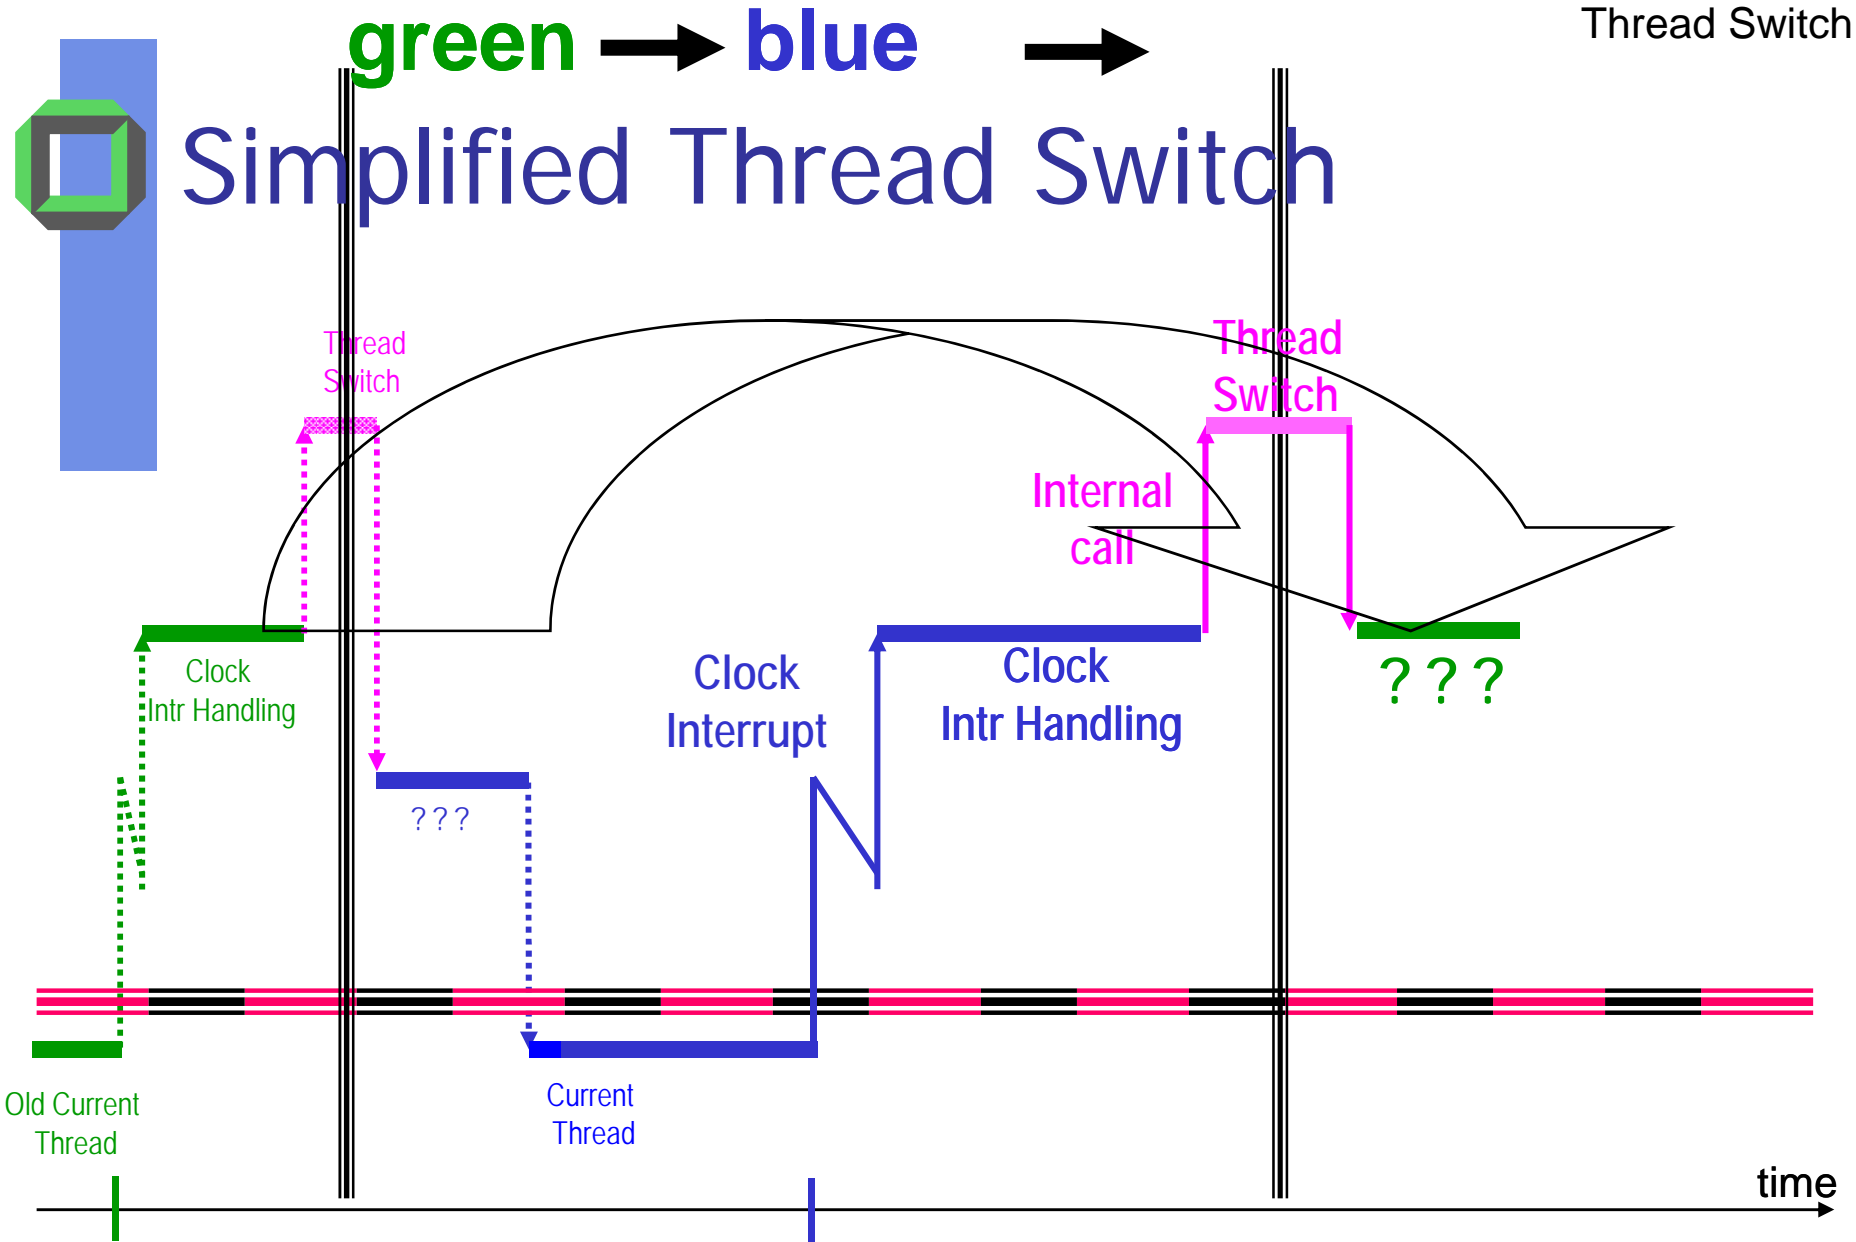 green blue
Thread Switch
Simplified Thread Switch
Thread
Switch
Thread
Switch
Internal
call
Clock
Intr Handling
Clock
Interrupt
Clock
Intr Handling
???
???
Old Current
Thread
Current
Thread
time